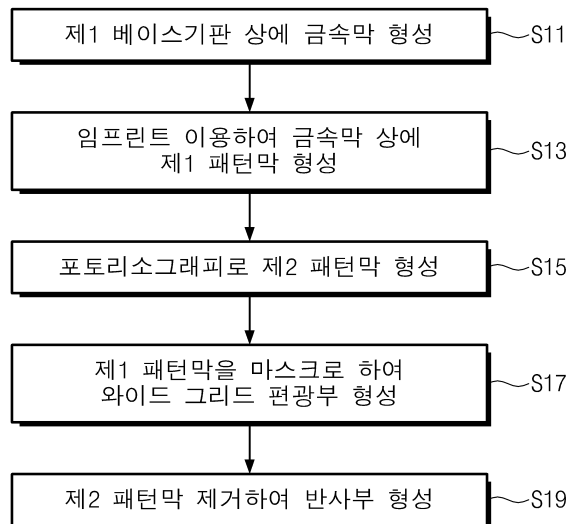 제1 베이스기판 상에 금속막 형성
S11
임프린트 이용하여 금속막 상에
제1 패턴막 형성
S13
포토리소그래피로 제2 패턴막 형성
S15
제1 패턴막을 마스크로 하여
와이드 그리드 편광부 형성
S17
제2 패턴막 제거하여 반사부 형성
S19